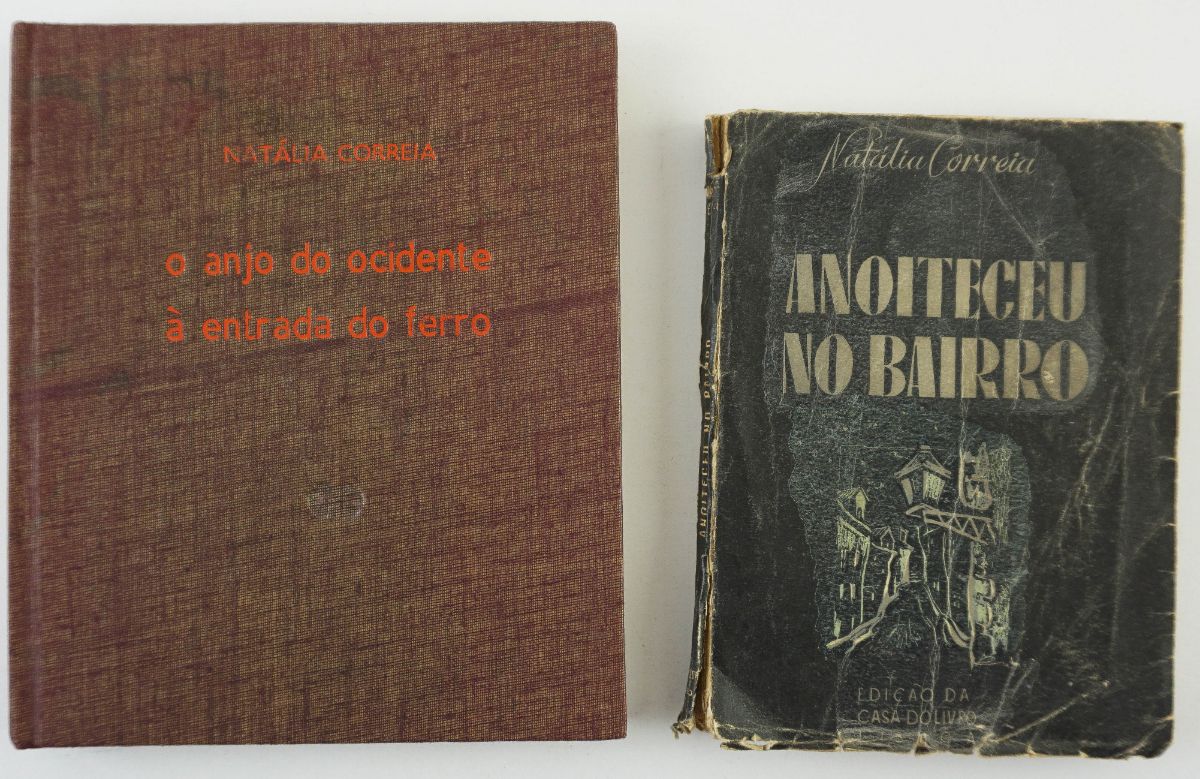 NATÁLIA CORREIA
o anjo do ocidente
à entrada do ferro
Natália Correia
ANOITECEU
NO BAIRRO
EDIÇÃO DA
CASA DO LIVRO
ANOITECEU NO BAIRRO